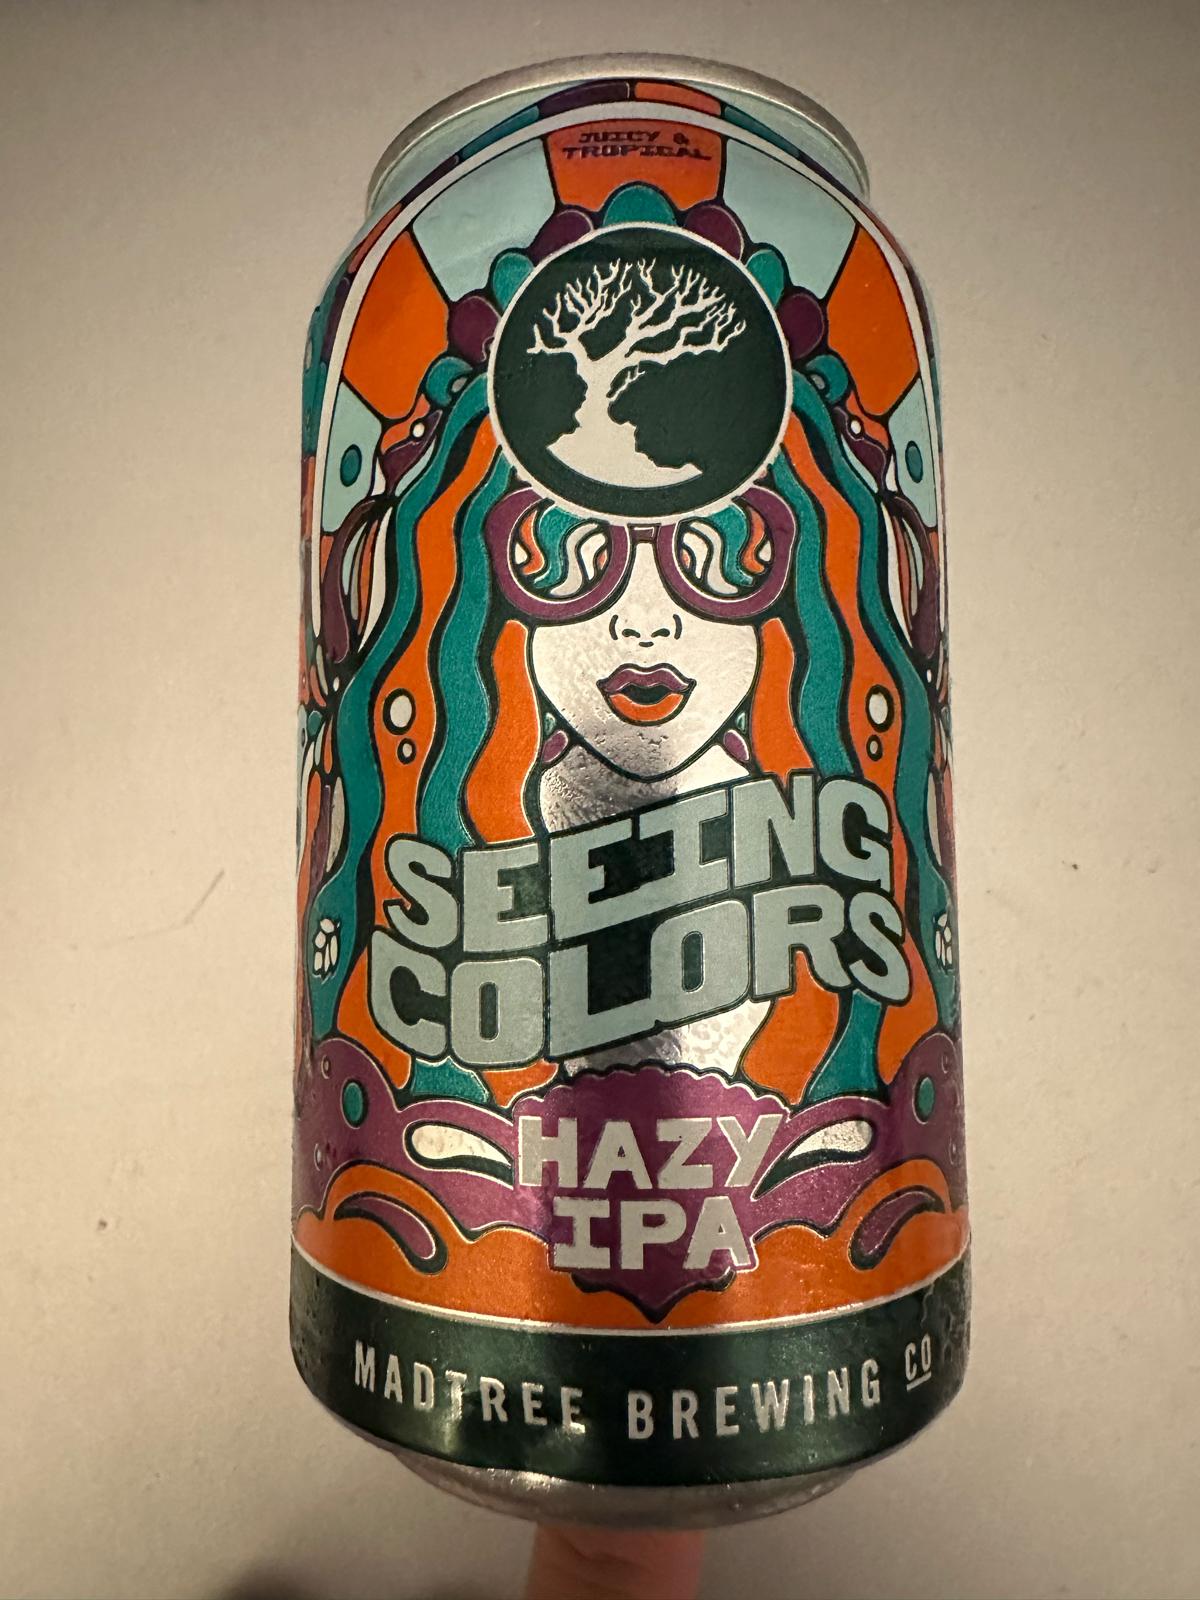 JUICY &
TROPICAL
SEEING
COLORS
HAZY
IPA
MADTREE BREWING CO